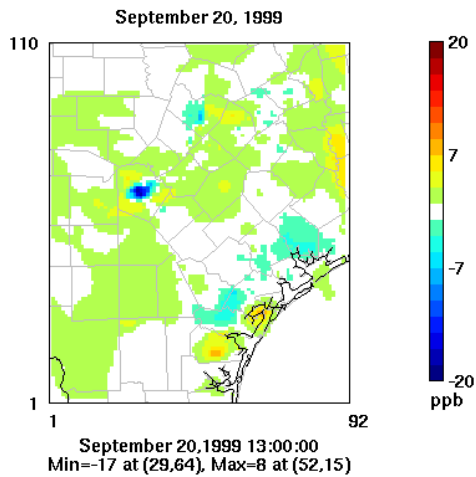 September 20, 1999
110
1
1
92
20
7
-7
-20
ppb
September 20,1999 13:00:00
Min=-17 at (29,64), Max=8 at (52,15)